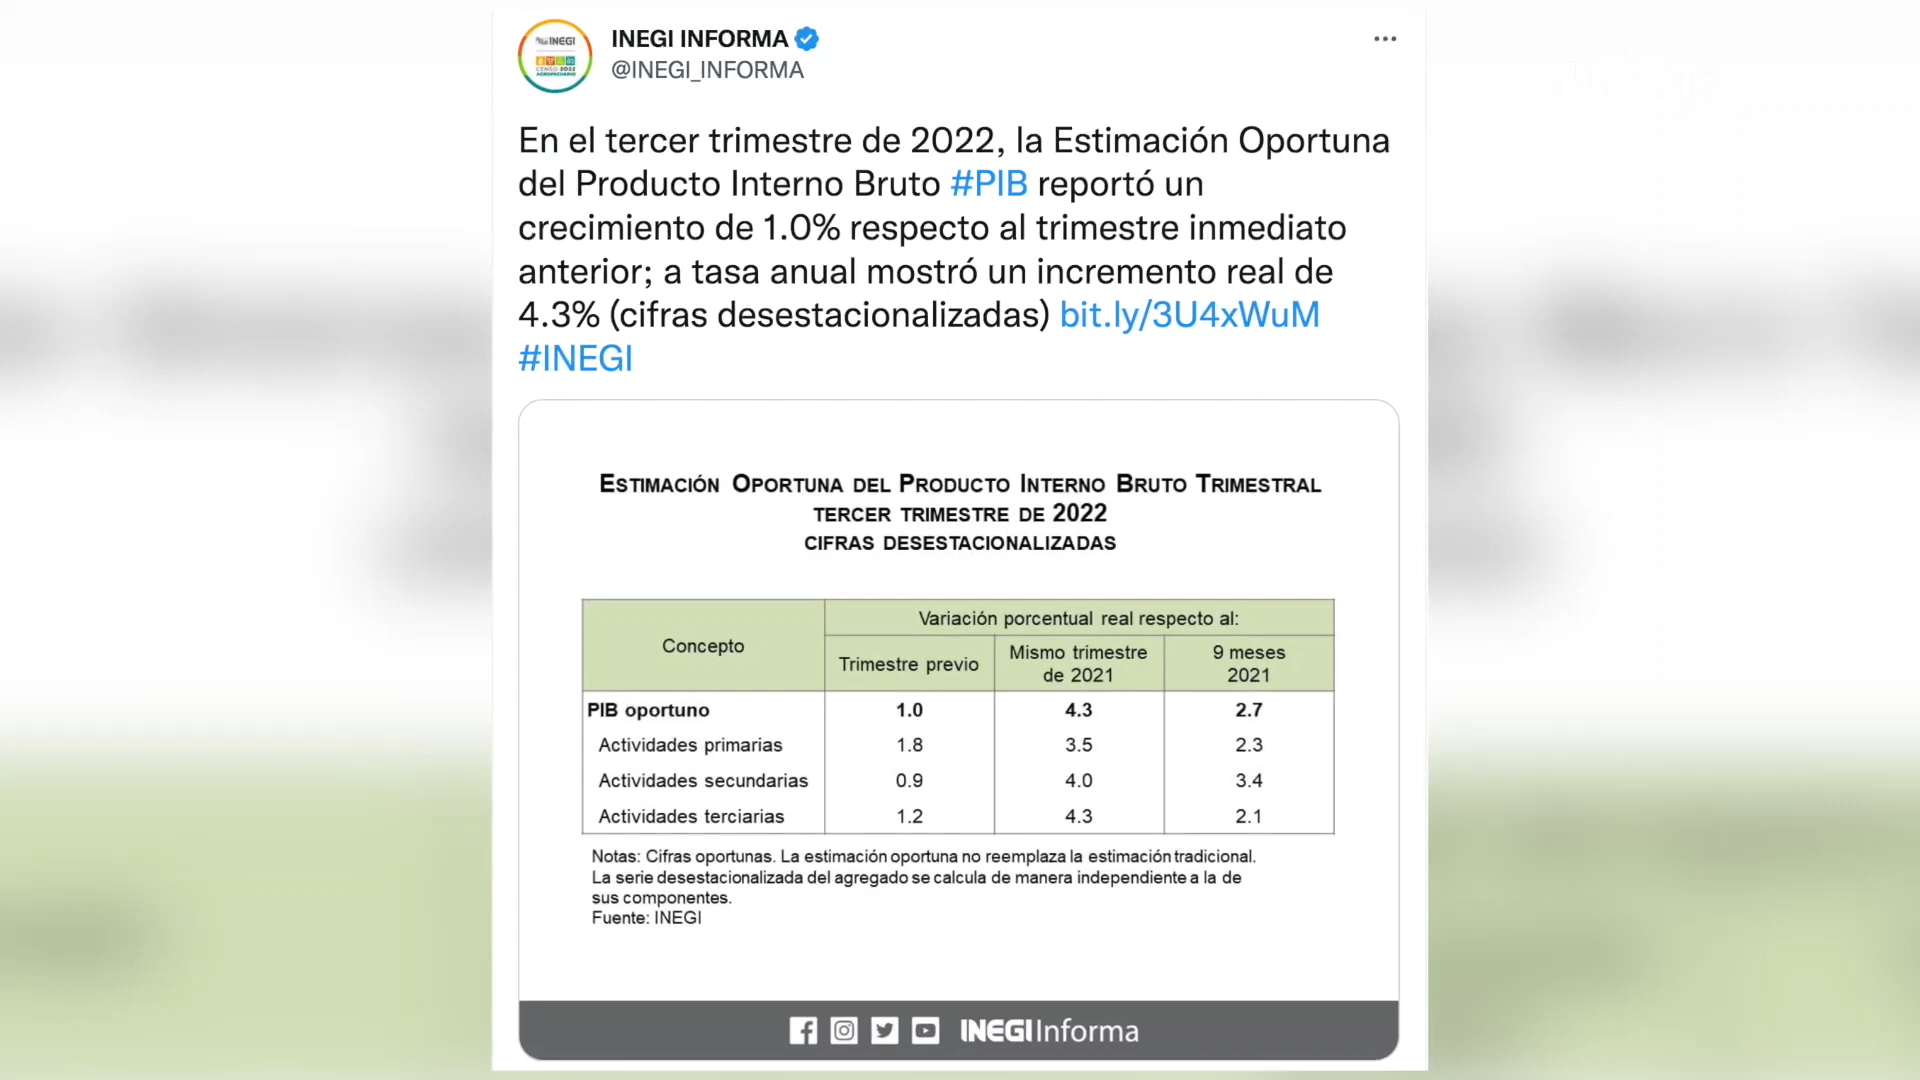 INEGI INFORMA
@INEGI_INFORMA
INEGI
CENSO 2022
AGROPECUARIO
En el tercer trimestre de 2022, la Estimación Oportuna
del Producto Interno Bruto #PIB reportó un
crecimiento de 1.0% respecto al trimestre inmediato
anterior; a tasa anual mostró un incremento real de
4.3% (cifras desestacionalizadas) bit.ly/3U4xWuM
#INEGI
ESTIMACIÓN OPORTUNA DEL PRODUCTO INTERNO BRUTO TRIMESTRAL
TERCER TRIMESTRE DE 2022
CIFRAS DESESTACIONALIZADAS
Concepto
Variación porcentual real respecto al:
Trimestre previo
Mismo trimestre
de 2021
9 meses
2021
PIB oportuno 1.0 4.3 2.7
Actividades primarias 1.8 3.5 2.3
Actividades secundarias 0.9 4.0 3.4
Actividades terciarias 1.2 4.3 2.1
Notas: Cifras oportunas. La estimación oportuna no reemplaza la estimación tradicional.
La serie desestacionalizada del agregado se calcula de manera independiente a la de
sus componentes.
Fuente: INEGI
INEGI Informa